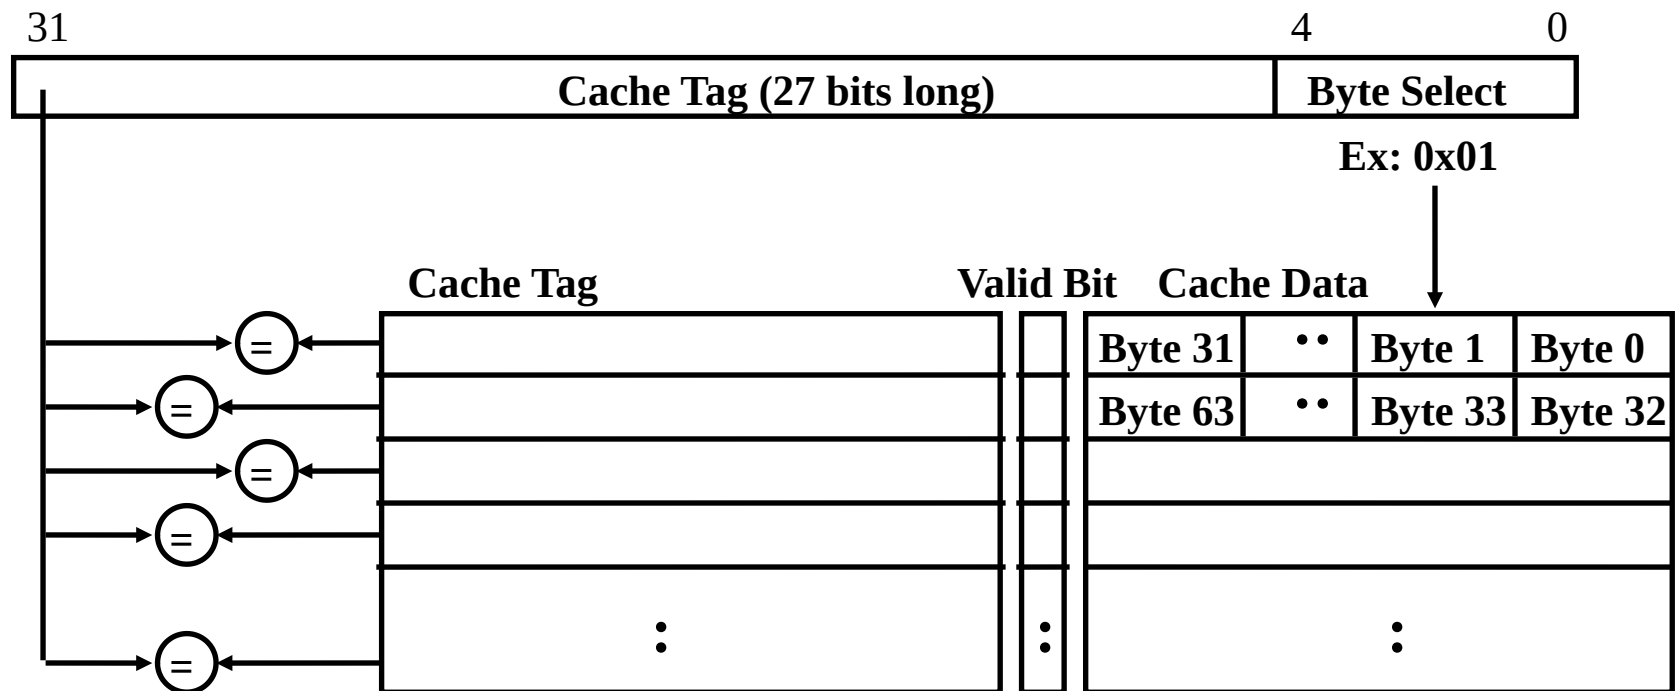 31 4 0
Cache Tag (27 bits long) Byte Select
Ex: 0x01
Cache Tag Valid Bit Cache Data
= Byte 31 .. Byte 1 Byte 0
= Byte 63 .. Byte 33 Byte 32
=
=
: : :
=